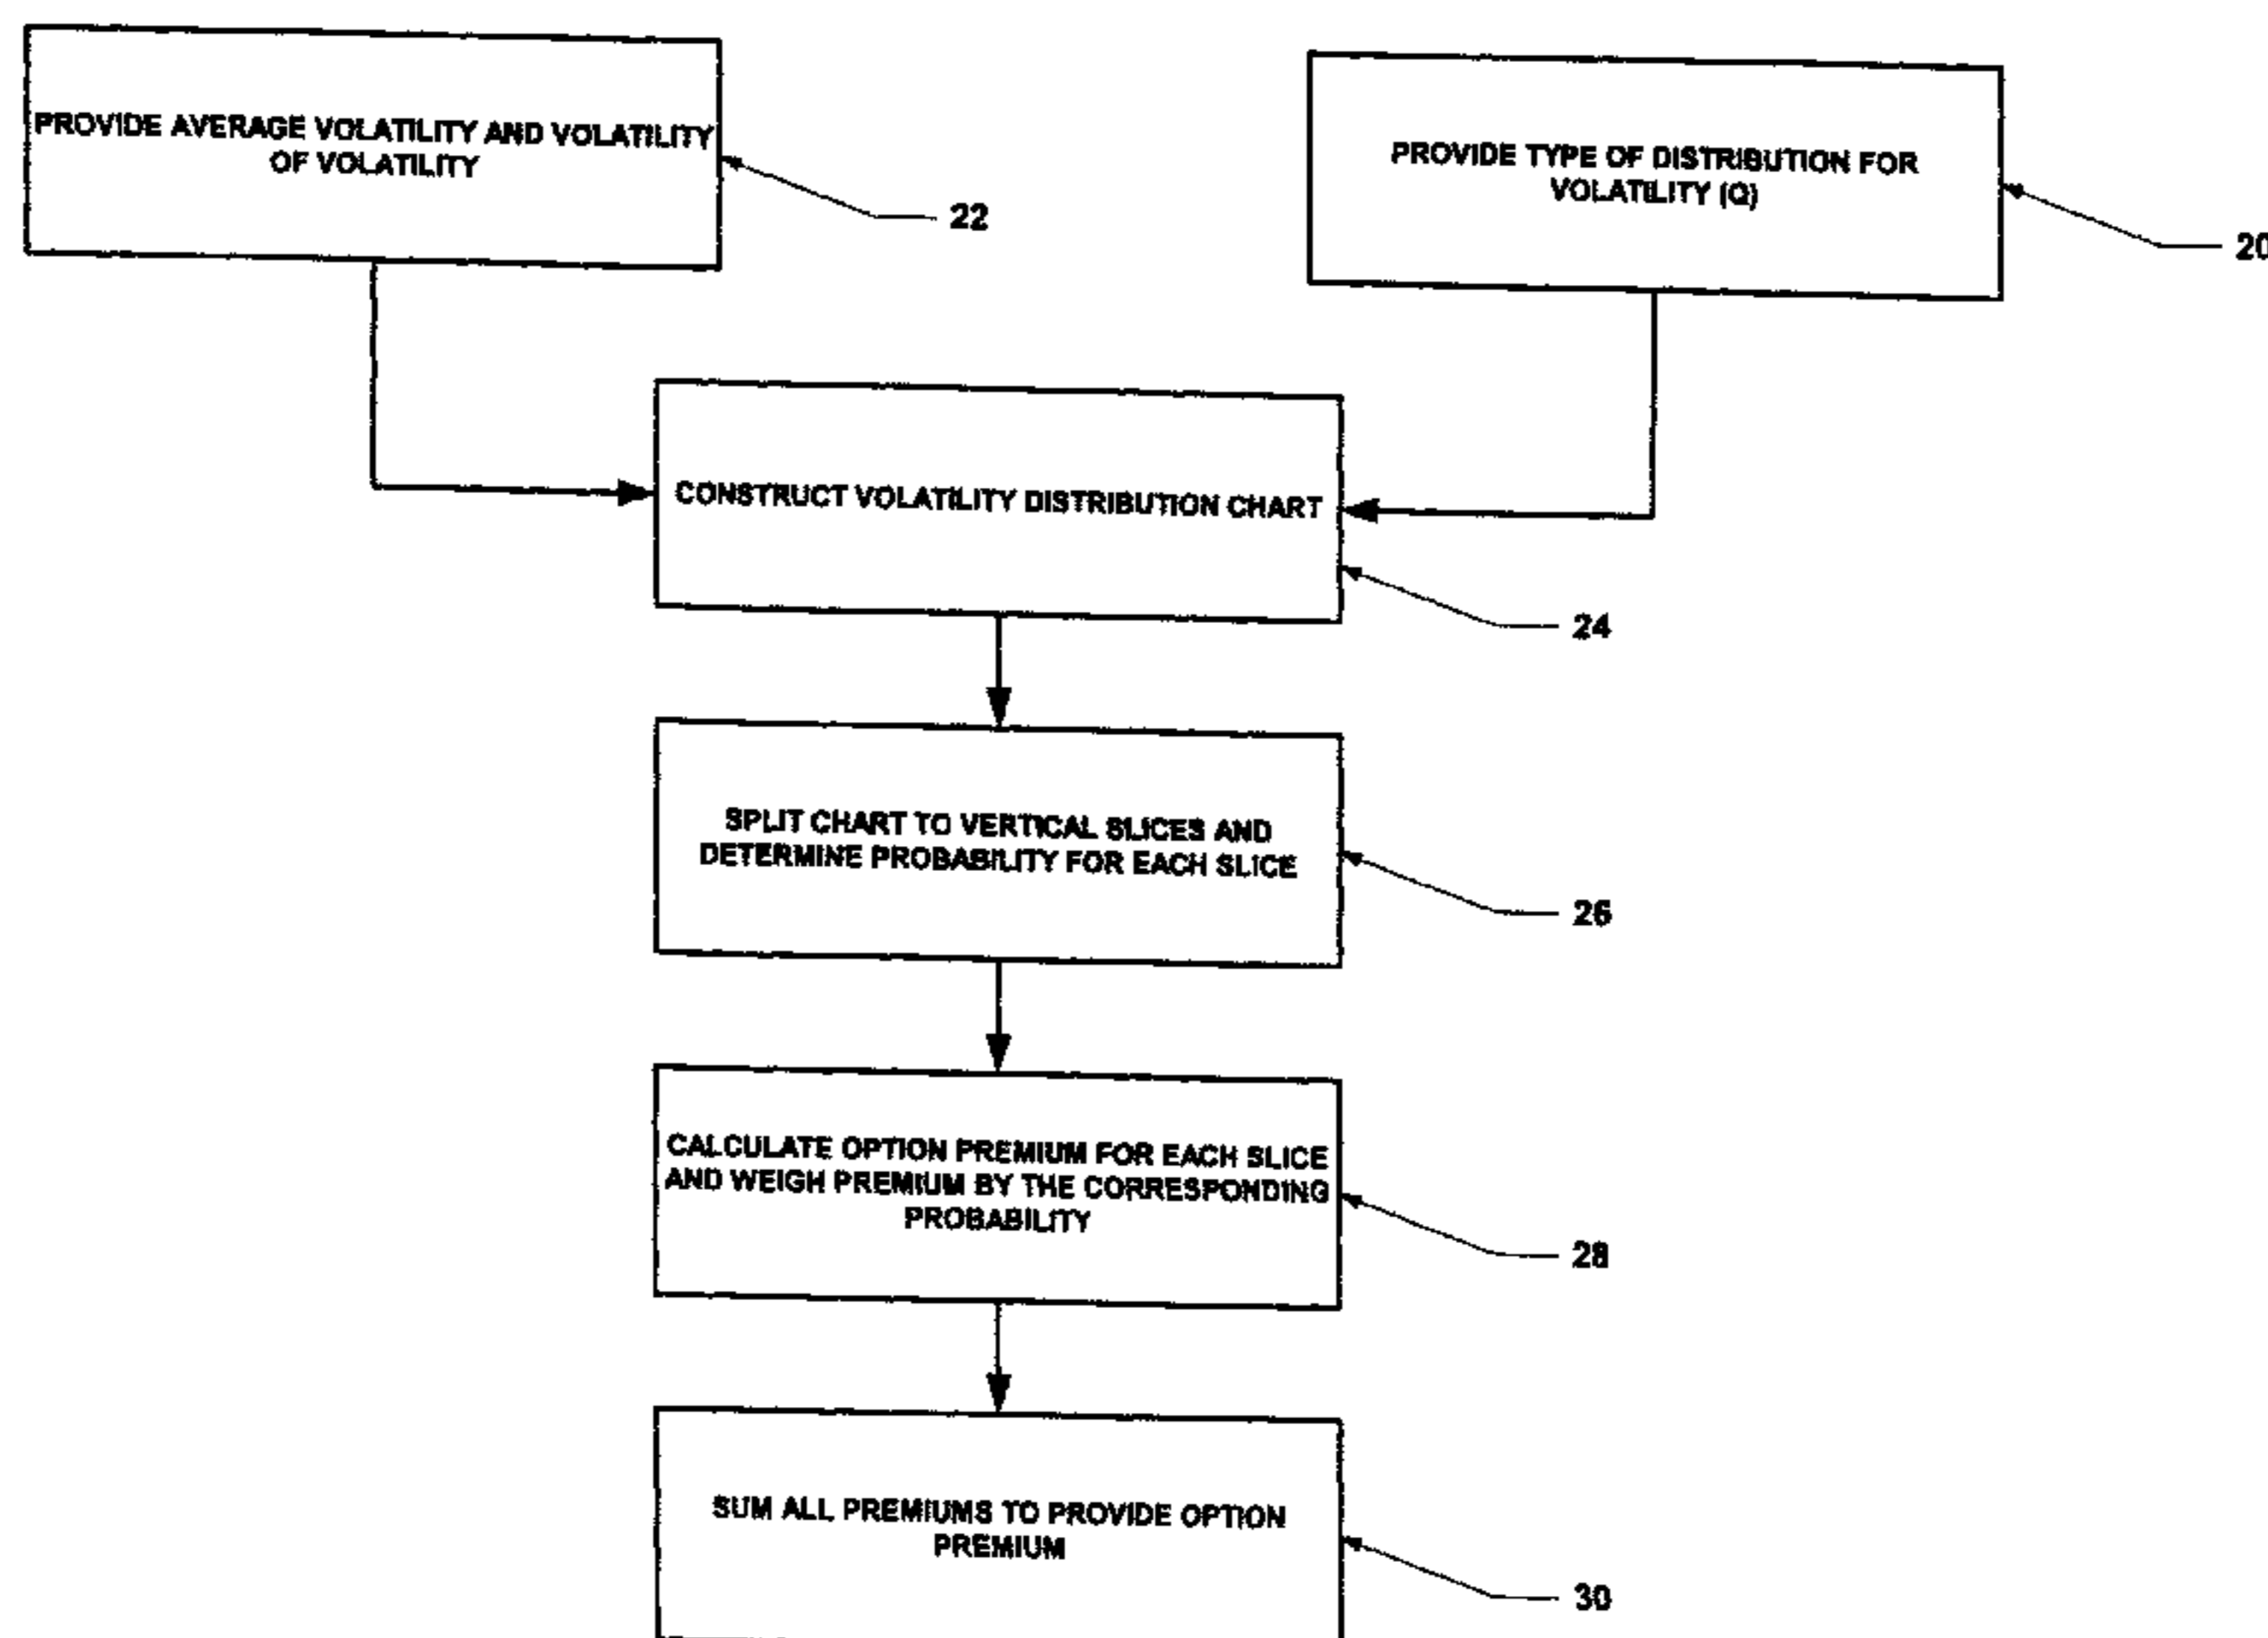 PROVIDE AVERAGE VOLATILITY AND VOLATILITY
OF VOLATILITY
22
PROVIDE TYPE OF DISTRIBUTION FOR
VOLATILITY (Q)
20
CONSTRUCT VOLATILITY DISTRIBUTION CHART
24
SPLIT CHART TO VERTICAL SLICES AND
DETERMINE PROBABILITY FOR EACH SLICE
26
CALCULATE OPTION PREMIUM FOR EACH SLICE
AND WEIGH PREMIUM BY THE CORRESPONDING
PROBABILITY
28
SUM ALL PREMIUMS TO PROVIDE OPTION
PREMIUM
30